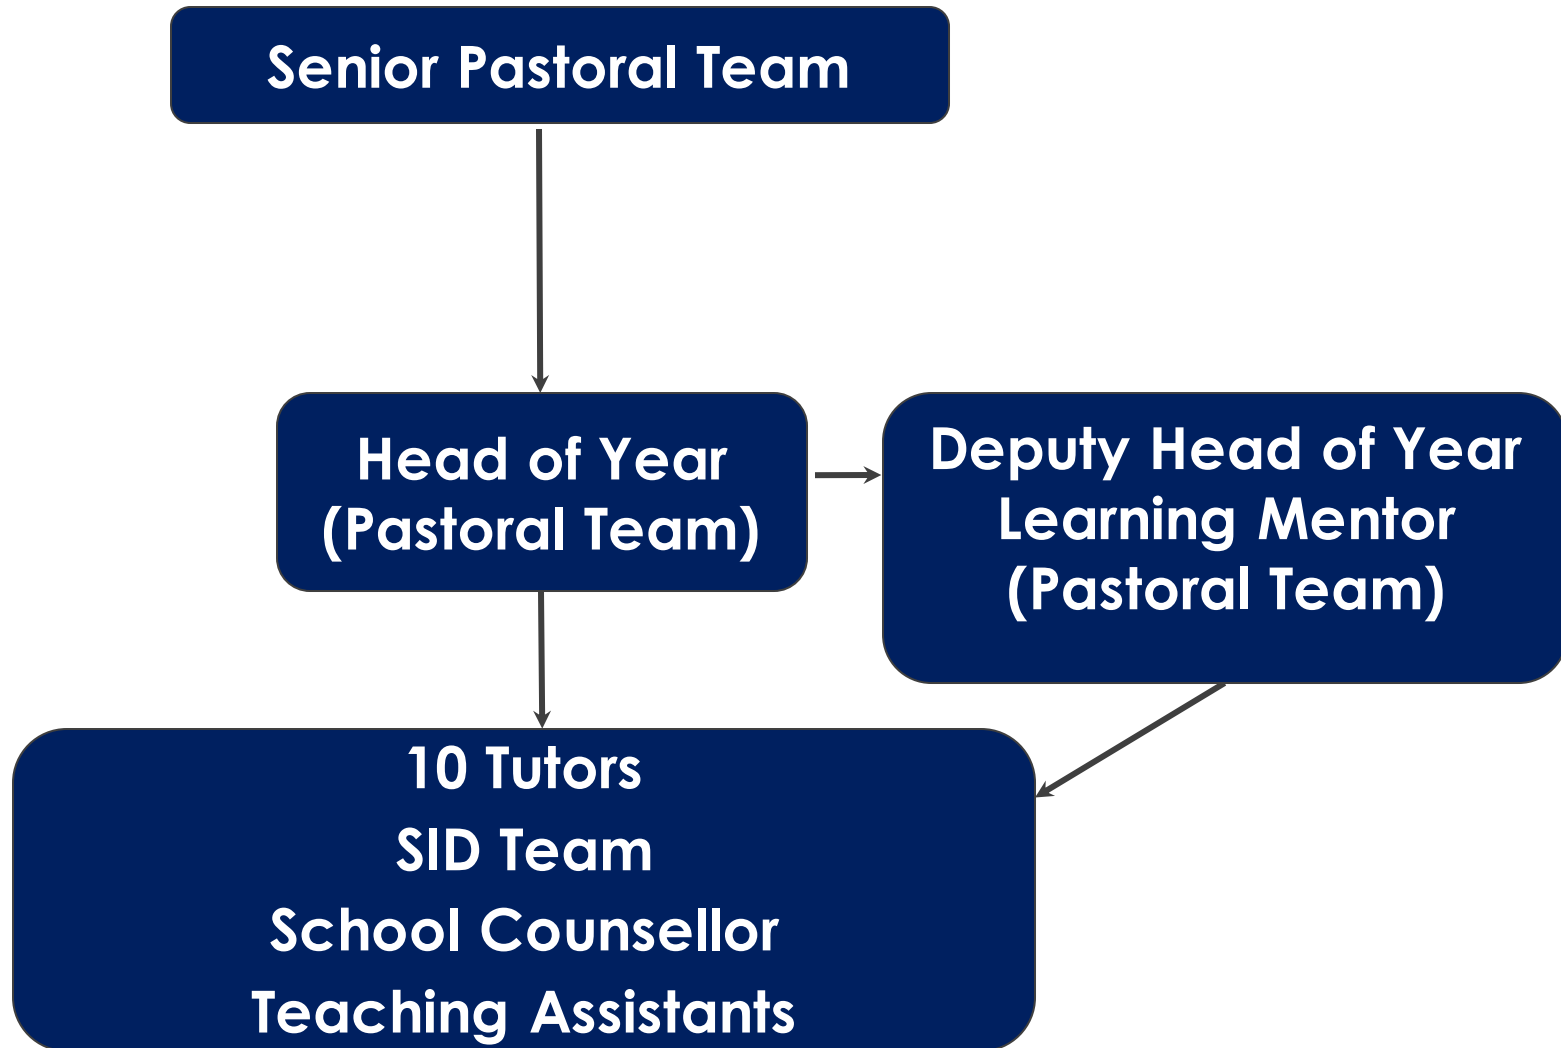 Senior Pastoral Team
Head of Year
(Pastoral Team)
Deputy Head of Year
Learning Mentor
(Pastoral Team)
10 Tutors
SID Team
School Counsellor
Teaching Assistants